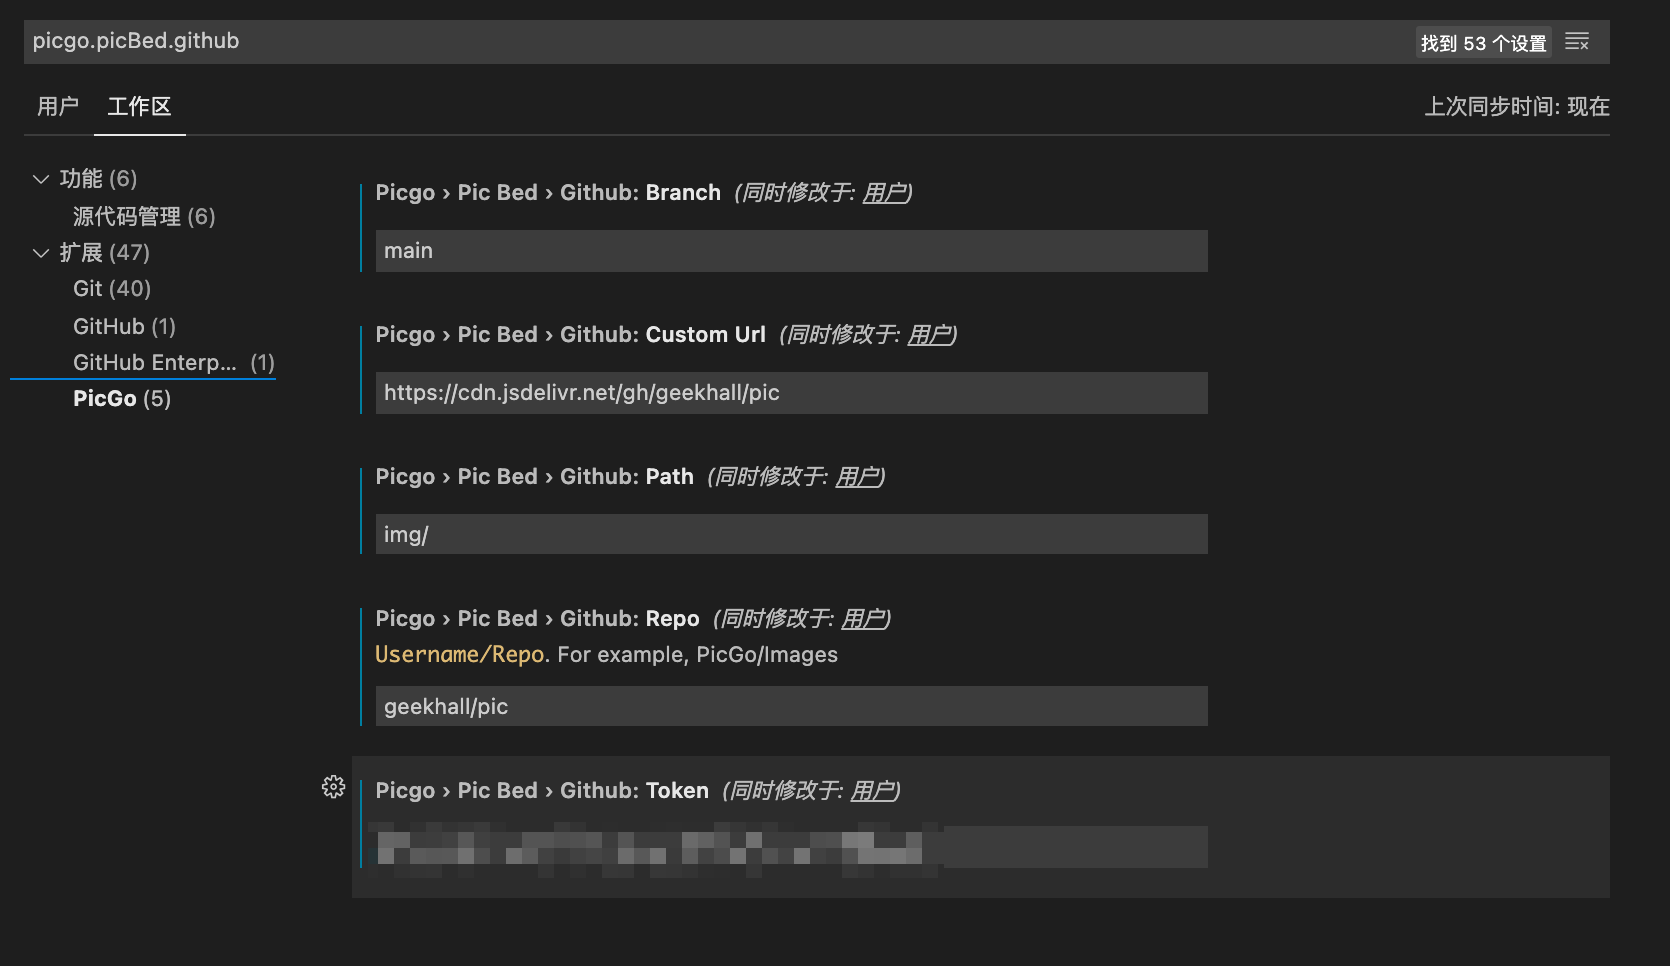 picgo.picBed.github
找到 53 个设置
用户 工作区
上次同步时间: 现在
功能 (6)
源代码管理 (6)
扩展 (47)
Git (40)
GitHub (1)
GitHub Enterp... (1)
PicGo (5)
Picgo › Pic Bed › Github: Branch (同时修改于: 用户)
main
Picgo › Pic Bed › Github: Custom Url (同时修改于: 用户)
https://cdn.jsdelivr.net/gh/geekhall/pic
Picgo › Pic Bed › Github: Path (同时修改于: 用户)
img/
Picgo › Pic Bed › Github: Repo (同时修改于: 用户)
Username/Repo. For example, PicGo/Images
geekhall/pic
Picgo › Pic Bed › Github: Token (同时修改于: 用户)